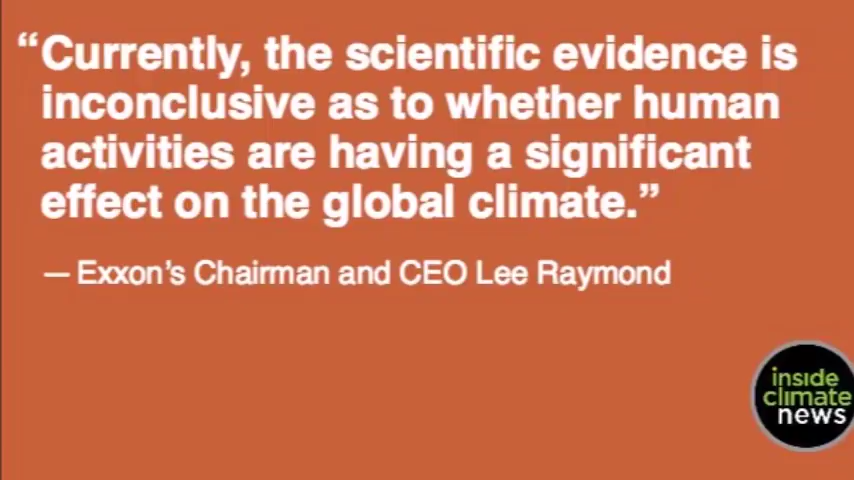 “Currently, the scientific evidence is
inconclusive as to whether human
activities are having a significant
effect on the global climate.”
— Exxon’s Chairman and CEO Lee Raymond
inside
climate
news